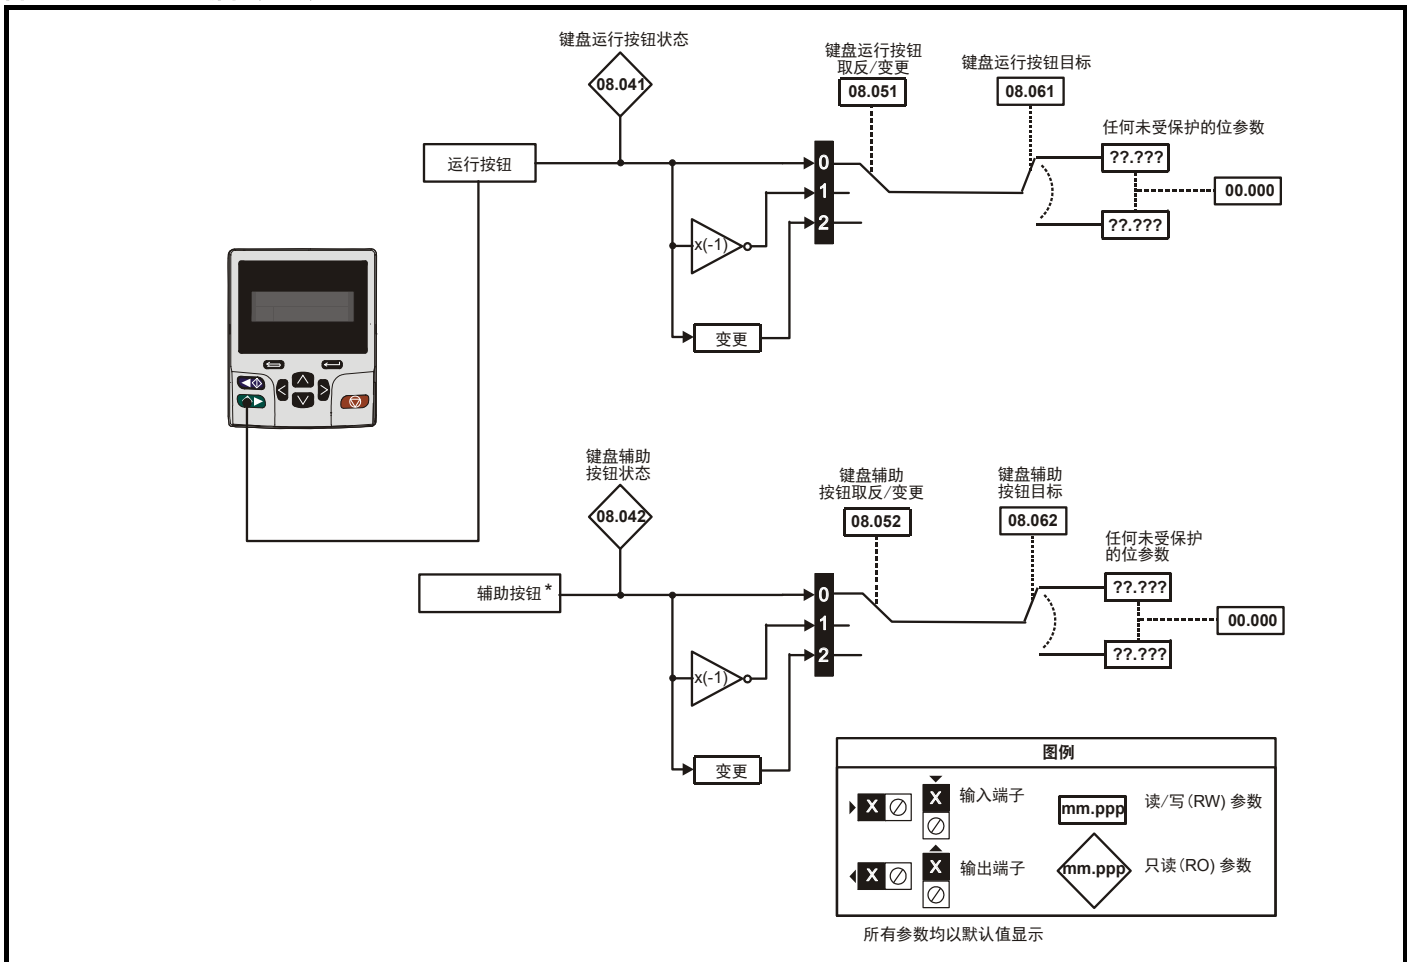 键盘运行按钮状态
08.041
键盘运行按钮
取反/变更
08.051
键盘运行按钮目标
08.061
任何未受保护的位参数
??.???
??.???
00.000
运行按钮
0
1
2
x(-1)
变更
键盘辅助
按钮状态
08.042
键盘辅助
按钮取反/变更
08.052
键盘辅助
按钮目标
08.062
任何未受保护
的位参数
??.???
??.???
00.000
辅助按钮*
0
1
2
x(-1)
变更
图例
X
X
输入端子
mm.ppp
读/写(RW) 参数
X
X
输出端子
mm.ppp
只读(RO) 参数
所有参数均以默认值显示